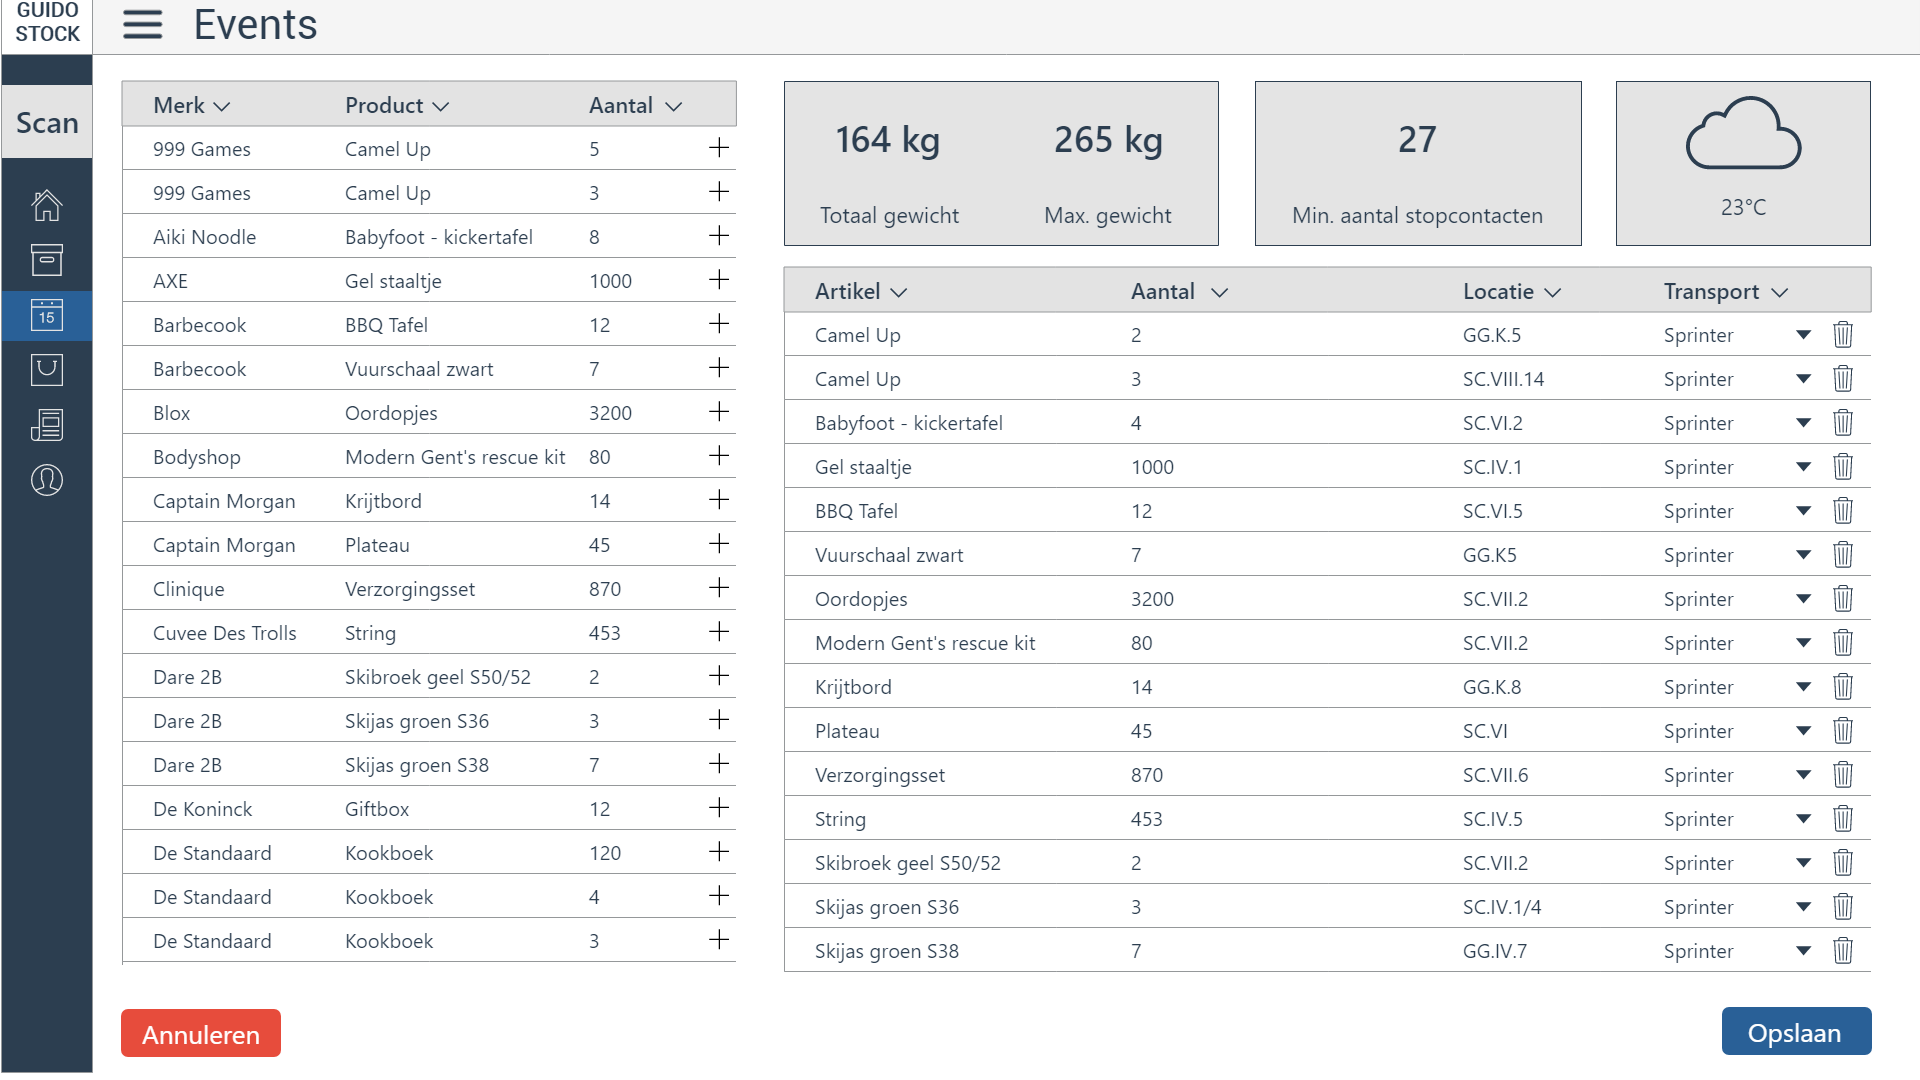 GUIDO
STOCK
Events
Scan
15
Merk Product Aantal
999 Games Camel Up 5
999 Games Camel Up 3
Aiki Noodle Babyfoot - kickertafel 8
AXE Gel staaltje 1000
Barbecook BBQ Tafel 12
Barbecook Vuurschaal zwart 7
Blox Oordopjes 3200
Bodyshop Modern Gent's rescue kit 80
Captain Morgan Krijtbord 14
Captain Morgan Plateau 45
Clinique Verzorgingsset 870
Cuvee Des Trolls String 453
Dare 2B Skibroek geel S50/52 2
Dare 2B Skijas groen S36 3
Dare 2B Skijas groen S38 7
De Koninck Giftbox 12
De Standaard Kookboek 120
De Standaard Kookboek 4
De Standaard Kookboek 3
164 kg 265 kg
Totaal gewicht Max. gewicht
27
Min. aantal stopcontacten
23°C
Artikel Aantal Locatie Transport
Camel Up 2 GG.K.5 Sprinter
Camel Up 3 SC.VIII.14 Sprinter
Babyfoot - kickertafel 4 SC.VI.2 Sprinter
Gel staaltje 1000 SC.IV.1 Sprinter
BBQ Tafel 12 SC.VI.5 Sprinter
Vuurschaal zwart 7 GG.K5 Sprinter
Oordopjes 3200 SC.VII.2 Sprinter
Modern Gent's rescue kit 80 SC.VII.2 Sprinter
Krijtbord 14 GG.K.8 Sprinter
Plateau 45 SC.VI Sprinter
Verzorgingsset 870 SC.VII.6 Sprinter
String 453 SC.IV.5 Sprinter
Skibroek geel S50/52 2 SC.VII.2 Sprinter
Skijas groen S36 3 SC.IV.1/4 Sprinter
Skijas groen S38 7 GG.IV.7 Sprinter
Annuleren
Opslaan